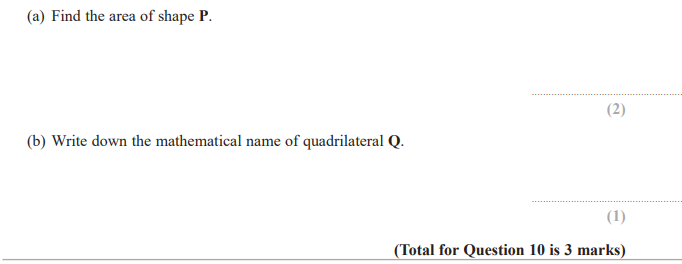 (a) Find the area of shape P.
(2)
(b) Write down the mathematical name of quadrilateral Q.
(1)
(Total for Question 10 is 3 marks)